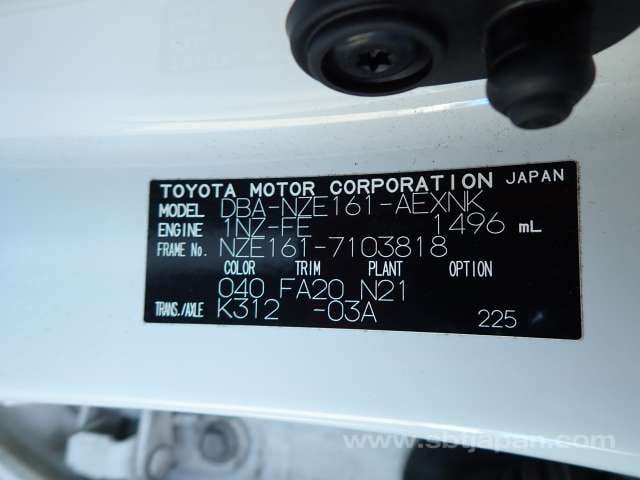 TOYOTA MOTOR CORPORATION JAPAN
MODEL DBA-NZE161-AEXNK
ENGINE 1NZ-FE 1496 mL
FRAME No. NZE161-7103818
COLOR TRIM PLANT OPTION
040 FA20 N21
TRANS./AXLE K312 -03A
225
www.sbtjapan.com